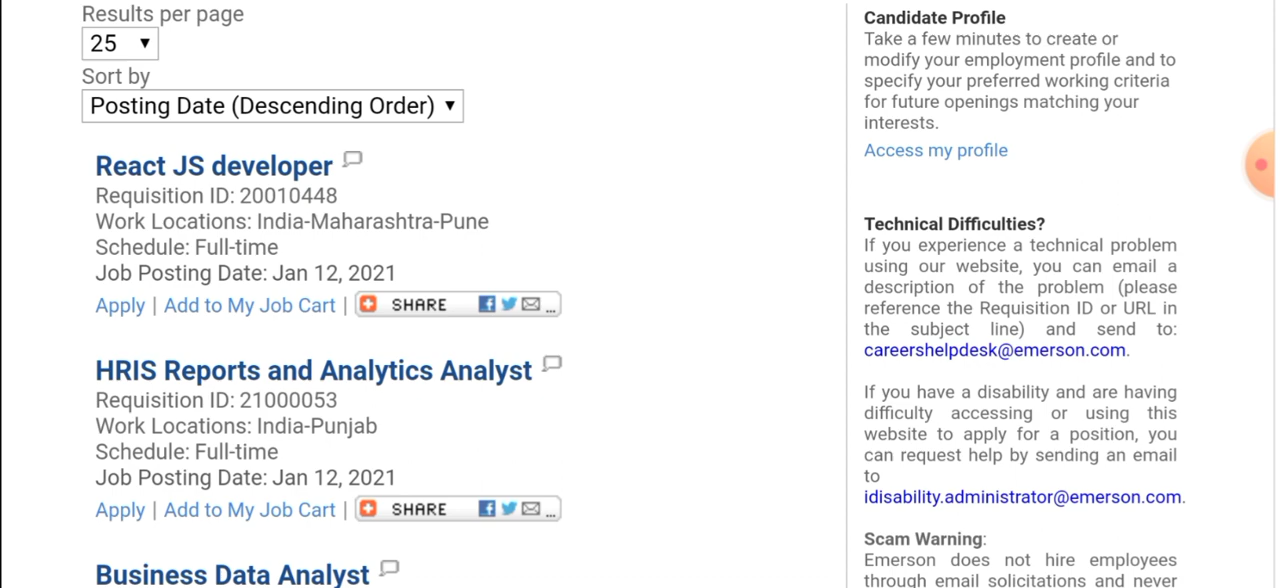 Results per page
25
Sort by
Posting Date (Descending Order)
React JS developer
Requisition ID: 20010448
Work Locations: India-Maharashtra-Pune
Schedule: Full-time
Job Posting Date: Jan 12, 2021
Apply | Add to My Job Cart | SHARE ...
HRIS Reports and Analytics Analyst
Requisition ID: 21000053
Work Locations: India-Punjab
Schedule: Full-time
Job Posting Date: Jan 12, 2021
Apply | Add to My Job Cart | SHARE ...
Business Data Analyst
Candidate Profile
Take a few minutes to create or
modify your employment profile and to
specify your preferred working criteria
for future openings matching your
interests.
Access my profile
Technical Difficulties?
If you experience a technical problem
using our website, you can email a
description of the problem (please
reference the Requisition ID or URL in
the subject line) and send to:
careershelpdesk@emerson.com.
If you have a disability and are having
difficulty accessing or using this
website to apply for a position, you
can request help by sending an email
to
idisability.administrator@emerson.com.
Scam Warning:
Emerson does not hire employees
through email solicitations and never